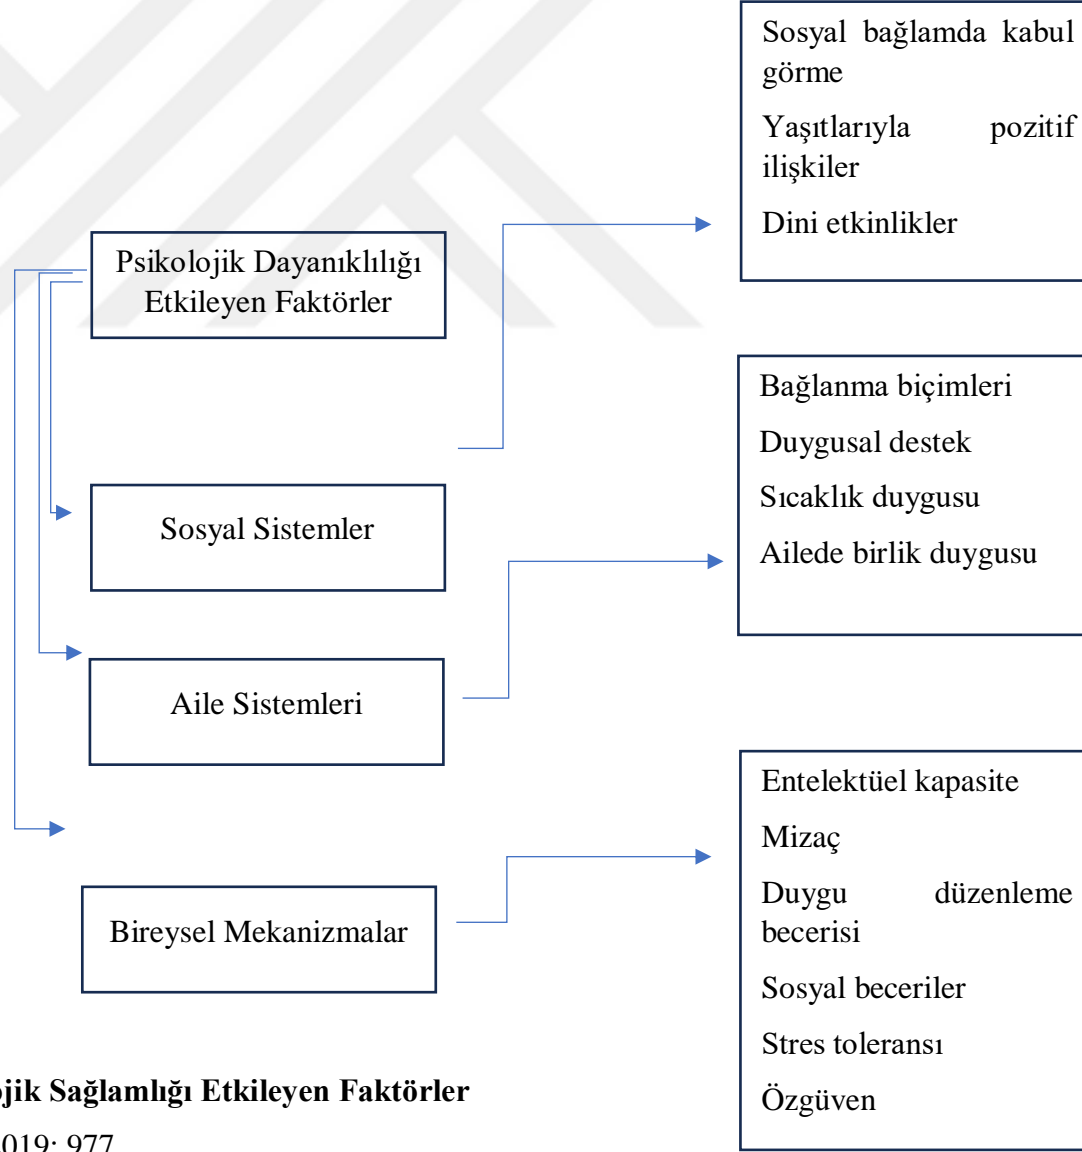 Sosyal bağlamda kabul
görme
Yaşıtlarıyla pozitif
ilişkiler
Dini etkinlikler
Psikolojik Dayanıklılığı
Etkileyen Faktörler
Bağlanma biçimleri
Duygusal destek
Sıcaklık duygusu
Ailede birlik duygusu
Sosyal Sistemler
Aile Sistemleri
Entelektüel kapasite
Mizaç
Duygu düzenleme
becerisi
Sosyal beceriler
Stres toleransı
Özgüven
Bireysel Mekanizmalar
jik Sağlamlığı Etkileyen Faktörler
019: 977